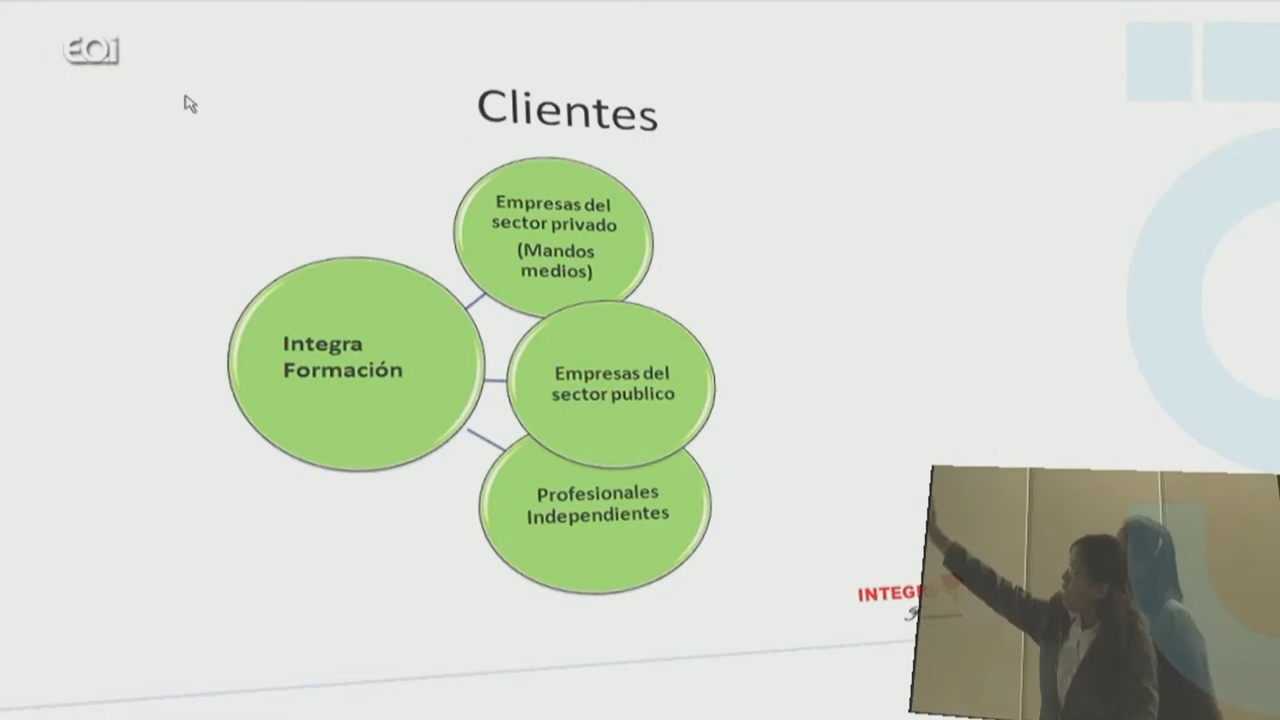 EOI
Clientes
Empresas del
sector privado
(Mandos
medios)
Integra
Formación
Empresas del
sector publico
Profesionales
Independientes